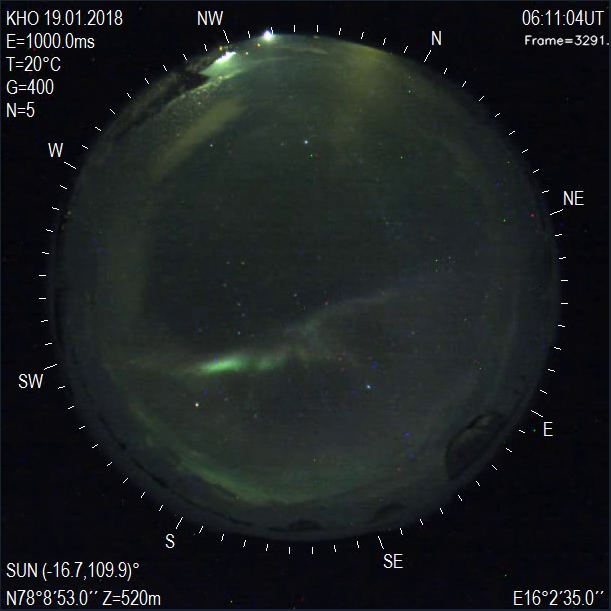 KHO 19.01.2018
E=1000.0ms
T=20°C
G=400
N=5
06:11:04UT
Frame=3291.
NW
N
W
NE
SW
E
S
SE
SUN (-16.7,109.9)°
N78°8´53.0´´ Z=520m
E16°2´35.0´´